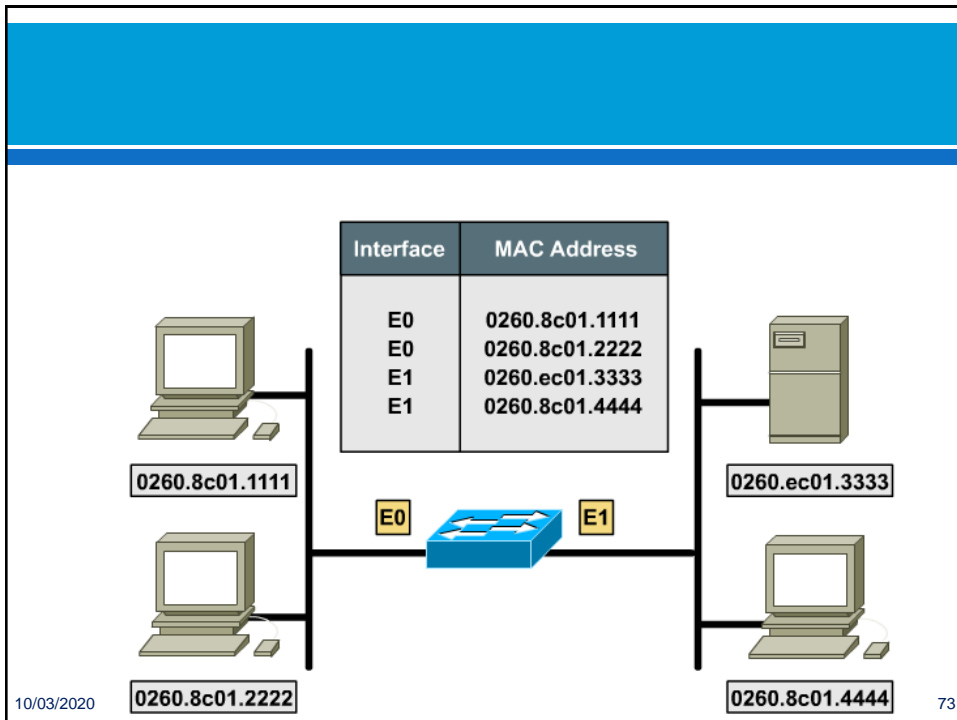 Interface MAC Address
E0 0260.8c01.1111
E0 0260.8c01.2222
E1 0260.ec01.3333
E1 0260.8c01.4444
0260.8c01.1111
0260.ec01.3333
E0
E1
0260.8c01.2222
0260.8c01.4444
10/03/2020
73